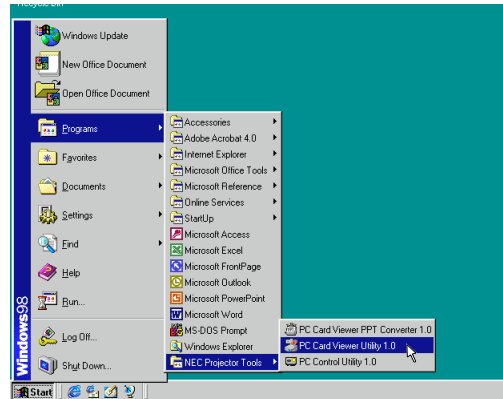 Recycle Bin
Windows Update
New Office Document
Open Office Document
Programs
Favorites
Documents
Settings
Find
Help
Run...
Log Off...
Shut Down...
Windows98
Accessories
Adobe Acrobat 4.0
Internet Explorer
Microsoft Office Tools
Microsoft Reference
Online Services
StartUp
Microsoft Access
Microsoft Excel
Microsoft FrontPage
Microsoft Outlook
Microsoft PowerPoint
Microsoft Word
MS-DOS Prompt
Windows Explorer
NEC Projector Tools
PC Card Viewer PPT Converter 1.0
PC Card Viewer Utility 1.0
PC Control Utility 1.0
Start